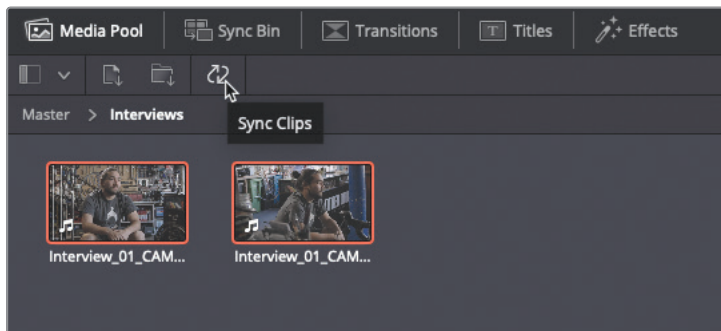 Media Pool Sync Bin Transitions T Titles Effects
Master > Interviews
Sync Clips
Interview_01_CAM... Interview_01_CAM...